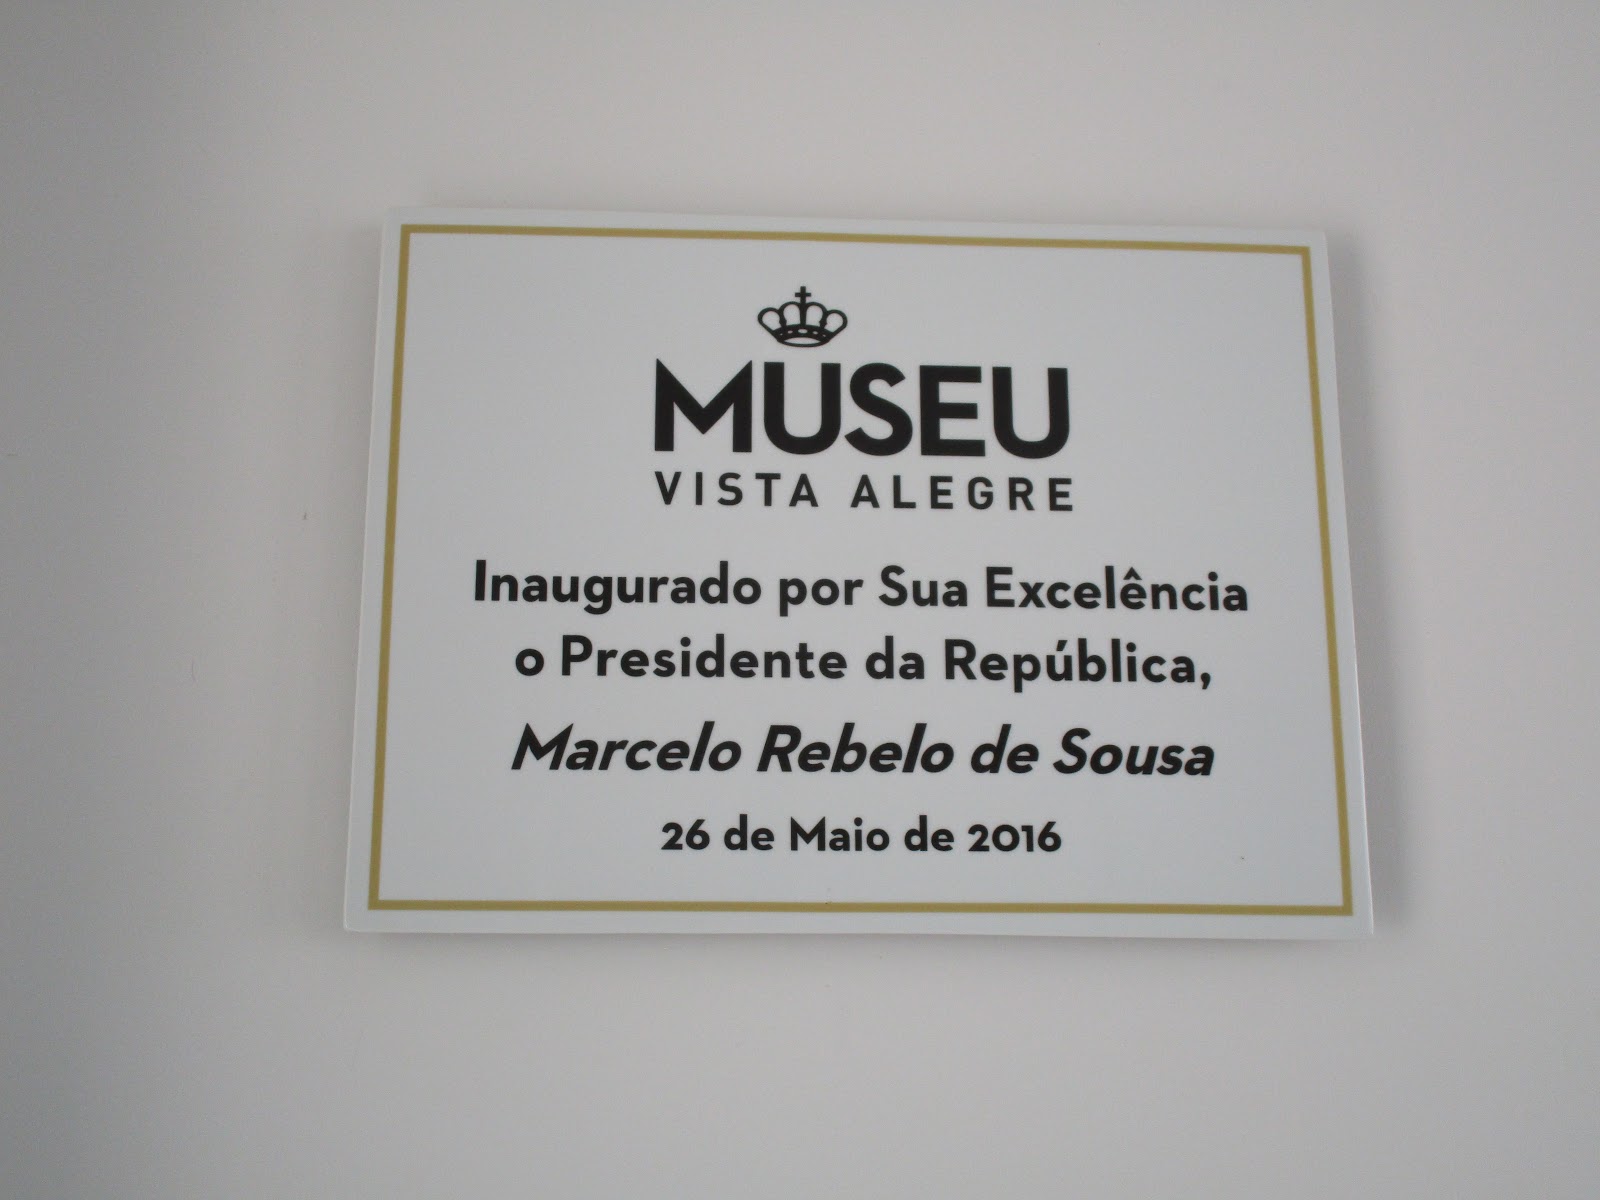 MUSEU
VISTA ALEGRE
Inaugurado por Sua Excelência
o Presidente da República,
Marcelo Rebelo de Sousa
26 de Maio de 2016